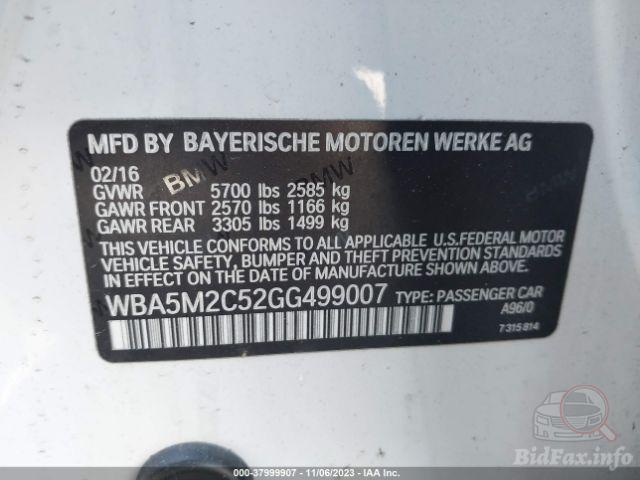 MFD BY BAYERISCHE MOTOREN WERKE AG
02/16
GVWR 5700 lbs 2585 kg
GAWR FRONT 2570 lbs 1166 kg
GAWR REAR 3305 lbs 1499 kg
THIS VEHICLE CONFORMS TO ALL APPLICABLE U.S.FEDERAL MOTOR
VEHICLE SAFETY, BUMPER AND THEFT PREVENTION STANDARDS
IN EFFECT ON THE DATE OF MANUFACTURE SHOWN ABOVE.
WBA5M2C52GG499007 TYPE: PASSENGER CAR
A96/0
7315814
BMW
BMW
BMW
BidFax.info
000-37999907 - 11/06/2023 - IAA Inc.